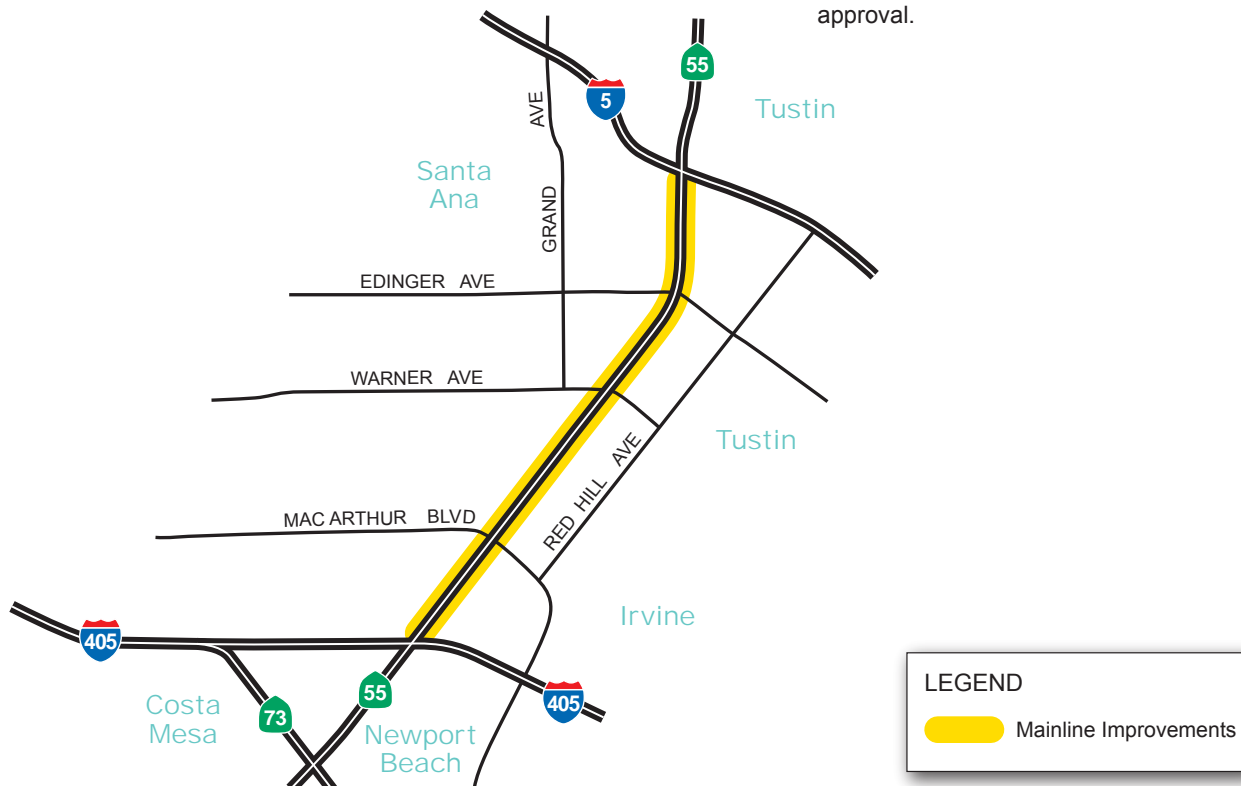 approval.
55
5
Tustin
AVE
Santa
Ana
GRAND
EDINGER AVE
WARNER AVE
Tustin
RED HILL AVE
MAC ARTHUR BLVD
Irvine
405
55
405
Costa
Mesa
73
Newport
Beach
LEGEND
Mainline Improvements